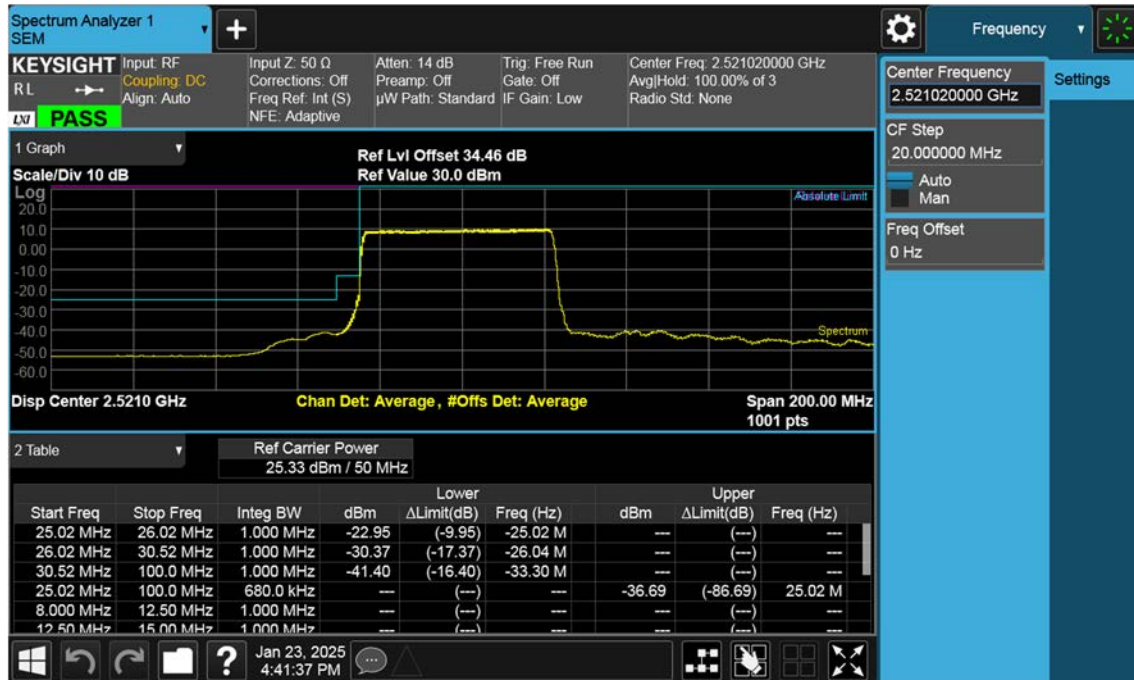 Spectrum Analyzer 1
SEM
+
Frequency
KEYSIGHT
RL
LXI PASS
Input: RF
Coupling: DC
Align: Auto
Input Z: 50 Ω
Corrections: Off
Freq Ref: Int (S)
NFE: Adaptive
Atten: 14 dB
Preamp: Off
µW Path: Standard
Trig: Free Run
Gate: Off
IF Gain: Low
Center Freq: 2.521020000 GHz
Avg|Hold: 100.00% of 3
Radio Std: None
Center Frequency
2.521020000 GHz
Settings
CF Step
20.000000 MHz
Auto
Man
Freq Offset
0 Hz
1 Graph
Scale/Div 10 dB
Ref Lvl Offset 34.46 dB
Ref Value 30.0 dBm
Log
Absolute Limit
20.0
10.0
0.00
-10.0
-20.0
-30.0
-40.0
-50.0
-60.0
Spectrum
Disp Center 2.5210 GHz
Chan Det: Average, #Offs Det: Average
Span 200.00 MHz
1001 pts
2 Table
Ref Carrier Power
25.33 dBm / 50 MHz
Lower Upper
Start Freq Stop Freq Integ BW dBm ΔLimit(dB) Freq (Hz) dBm ΔLimit(dB) Freq (Hz)
25.02 MHz 26.02 MHz 1.000 MHz -22.95 (-9.95) -25.02 M --- (---) ---
26.02 MHz 30.52 MHz 1.000 MHz -30.37 (-17.37) -26.04 M --- (---) ---
30.52 MHz 100.0 MHz 1.000 MHz -41.40 (-16.40) -33.30 M --- (---) ---
25.02 MHz 100.0 MHz 680.0 kHz --- (---) --- -36.69 (-86.69) 25.02 M
8.000 MHz 12.50 MHz 1.000 MHz --- (---) --- --- (---) ---
12.50 MHz 15.00 MHz 1.000 MHz --- (---) --- --- (---) ---
?
Jan 23, 2025
4:41:37 PM